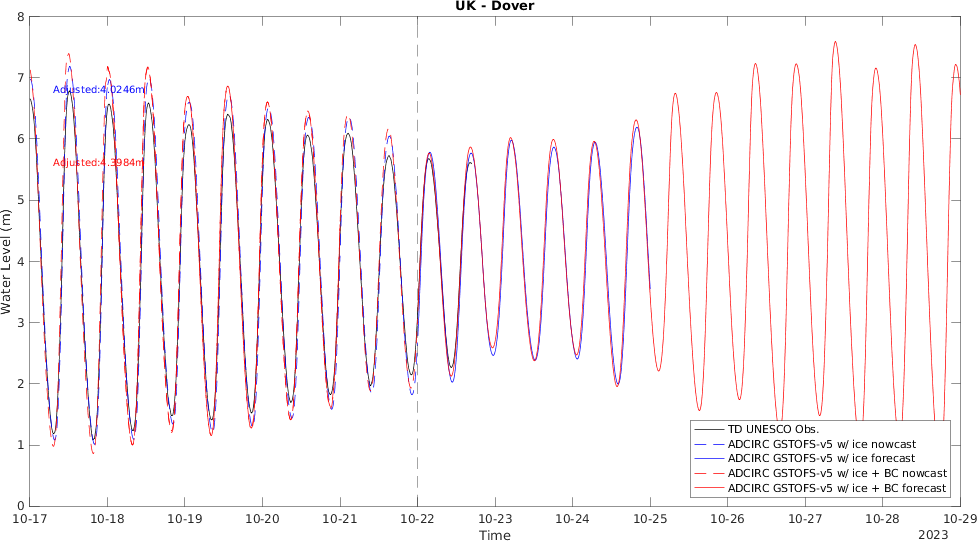 UK - Dover
8
7
Adjusted:4.0246m
6
Adjusted:4.3984m
5
Water Level (m)
4
3
2
1
0
TD UNESCO Obs.
ADCIRC GSTOFS-v5 w/ ice nowcast
ADCIRC GSTOFS-v5 w/ ice forecast
ADCIRC GSTOFS-v5 w/ ice + BC nowcast
ADCIRC GSTOFS-v5 w/ ice + BC forecast
10-17 10-18 10-19 10-20 10-21 10-22 10-23 10-24 10-25 10-26 10-27 10-28 10-29
Time
2023